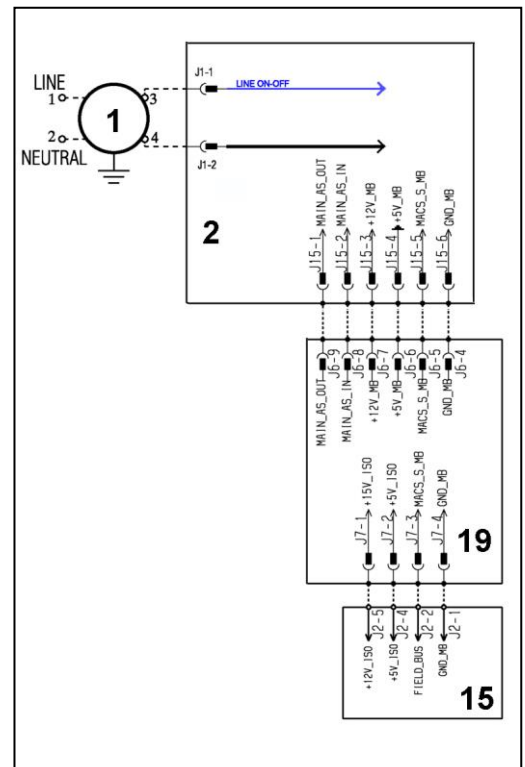 LINE
1
3
1
2
4
NEUTRAL
J1-1
LINE ON-OFF
J1-2
2
J15-1 MAIN_AS_OUT
J15-2 MAIN_AS_IN
J15-3 +12V_MB
J15-4 +5V_MB
J15-5 MACS_S_MB
J15-6 GND_MB
MAIN_AS_OUT J6-9
MAIN_AS_IN J6-8
+12V_MB J6-7
+5V_MB J6-6
MACS_S_MB J6-5
GND_MB J6-4
J7-1 +15V_ISO
J7-2 +5V_ISO
J7-3 MACS_S_MB
J7-4 GND_MB
19
+12V_ISO J2-5
+5V_ISO J2-4
FIELD_BUS J2-2
GND_MB J2-1
15